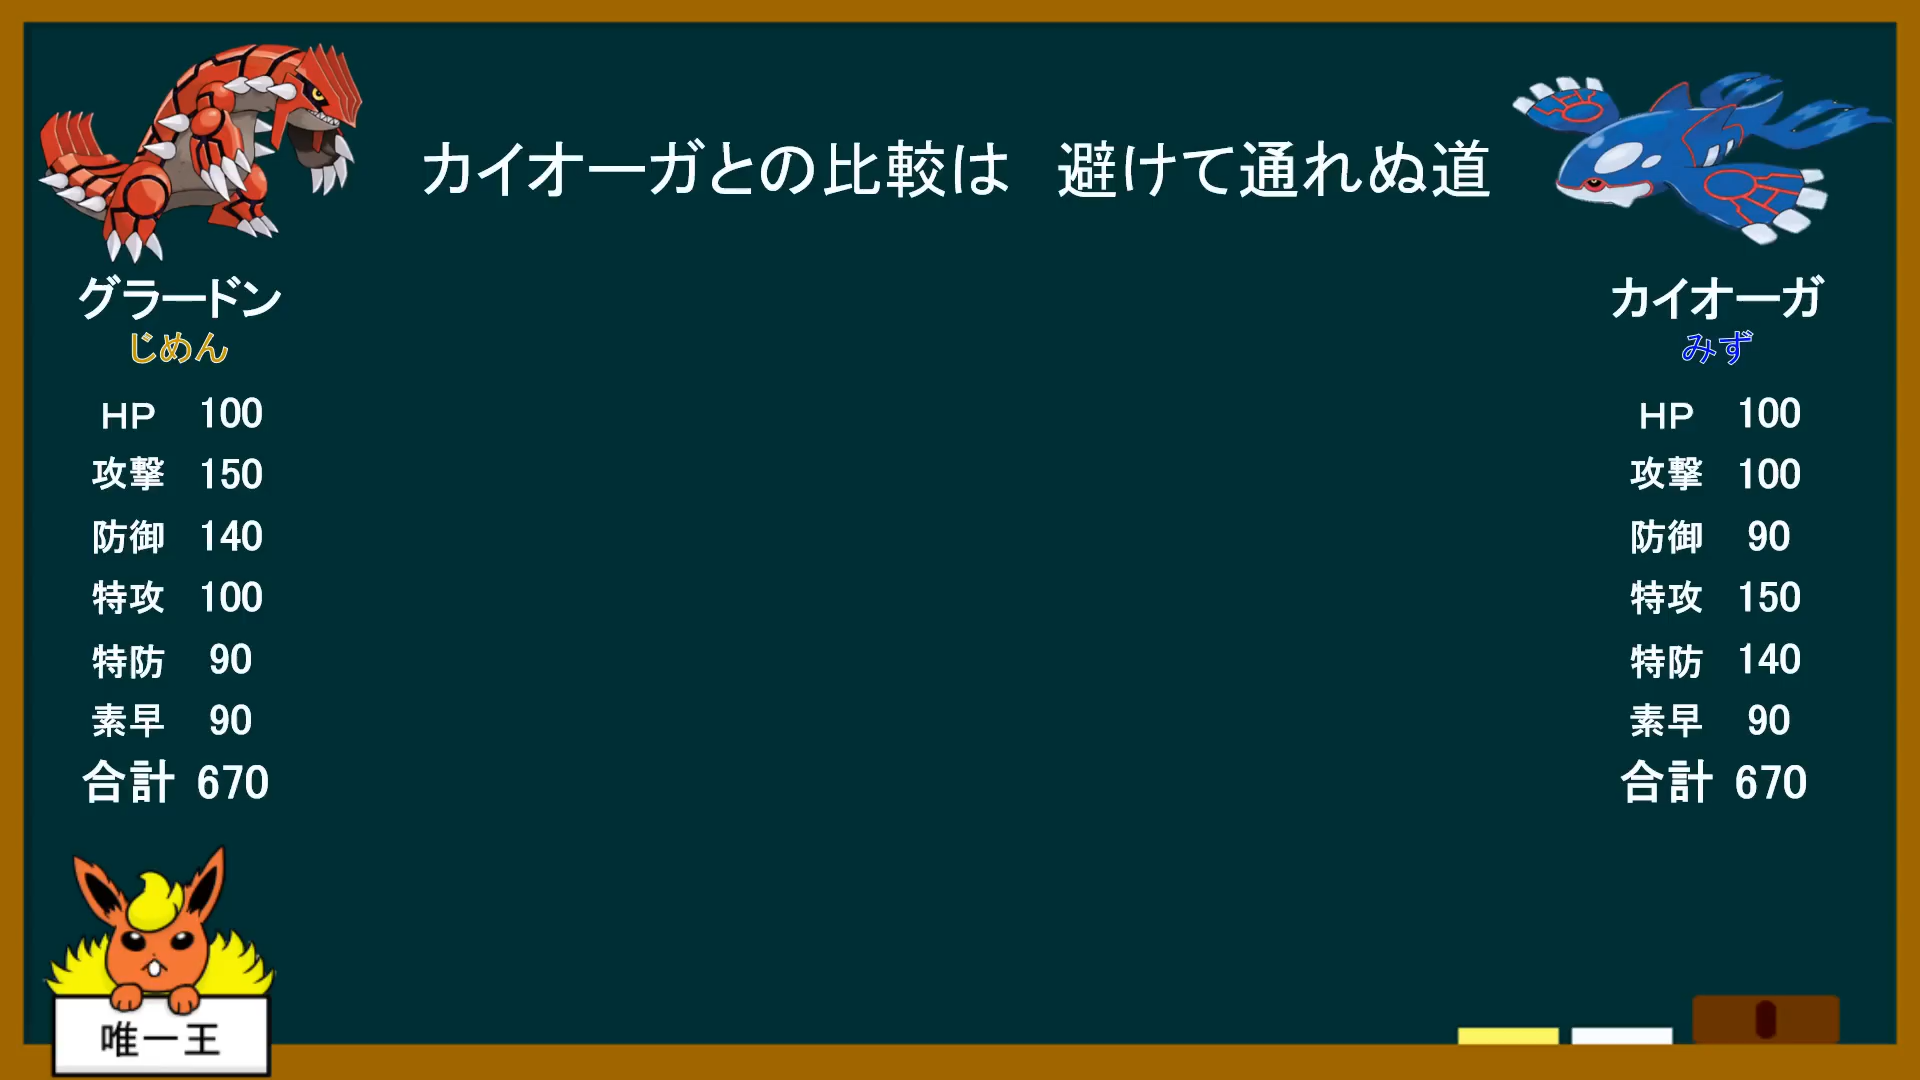 カイオーガとの比較は　避けて通れぬ道
グラードン
じめん
HP 100
攻撃 150
防御 140
特攻 100
特防 90
素早 90
合計 670
カイオーガ
みず
HP 100
攻撃 100
防御 90
特攻 150
特防 140
素早 90
合計 670
唯一王